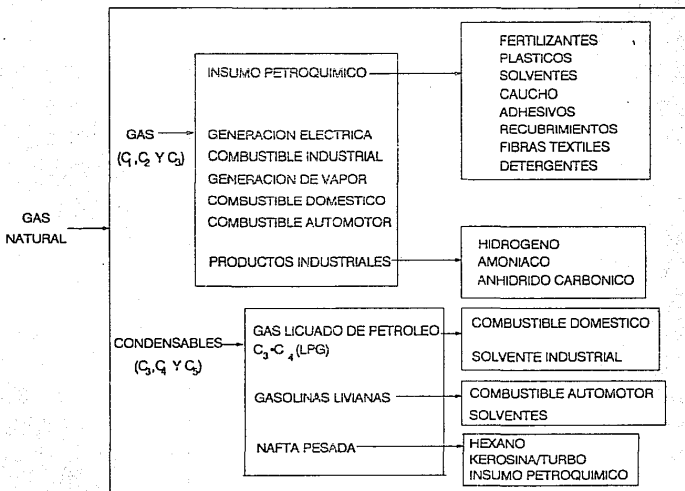 GAS
NATURAL
GAS
(C₁,C₂ Y C₃)
INSUMO PETROQUIMICO
GENERACION ELECTRICA
COMBUSTIBLE INDUSTRIAL
GENERACION DE VAPOR
COMBUSTIBLE DOMESTICO
COMBUSTIBLE AUTOMOTOR
PRODUCTOS INDUSTRIALES
FERTILIZANTES
PLASTICOS
SOLVENTES
CAUCHO
ADHESIVOS
RECUBRIMIENTOS
FIBRAS TEXTILES
DETERGENTES
HIDROGENO
AMONIACO
ANHIDRIDO CARBONICO
CONDENSABLES
(C₃,C₄ Y C₅)
GAS LICUADO DE PETROLEO
C₃-C₄ (LPG)
GASOLINAS LIVIANAS
NAFTA PESADA
COMBUSTIBLE DOMESTICO
SOLVENTE INDUSTRIAL
COMBUSTIBLE AUTOMOTOR
SOLVENTES
HEXANO
KEROSINA/TURBO
INSUMO PETROQUIMICO